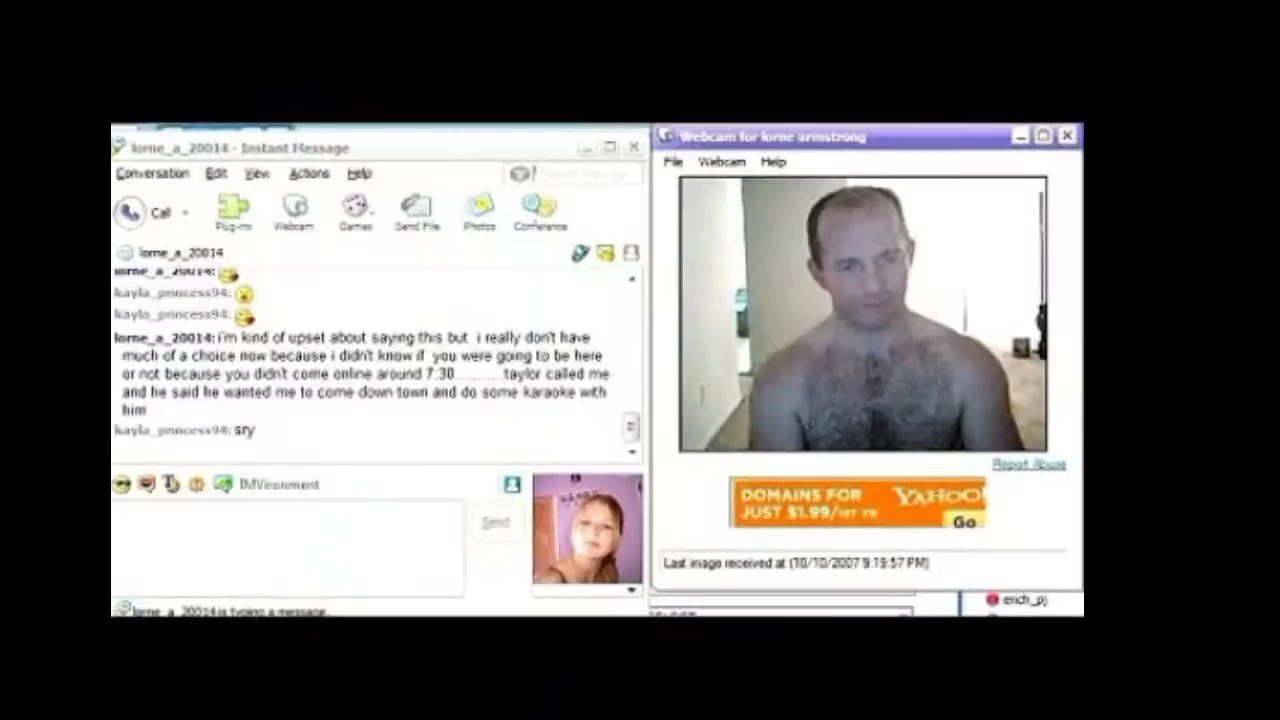 lorne_a_20014 - Instant Message
Conversation Edit View Actions Help
Call
Plug-ins Webcam Games Send File Photos Conference
lorne_a_20014
lorne_a_20014:
kayla_princess94:
kayla_princess94:
lorne_a_20014: i'm kind of upset about saying this but i really don't have
much of a choice now because i didn't know if you were going to be here
or not because you didn't come online around 7:30.......... taylor called me
and he said he wanted me to come down town and do some karaoke with
him
kayla_princess94: sry
IMVironment
Send
lorne_a_20014 is typing a message.
Webcam for lorne armstrong
File Webcam Help
Report Abuse
DOMAINS FOR
JUST $1.99/1ST YR
YAHOO!
Go
Last image received at (10/10/2007 9:19:57 PM)
erich_pj